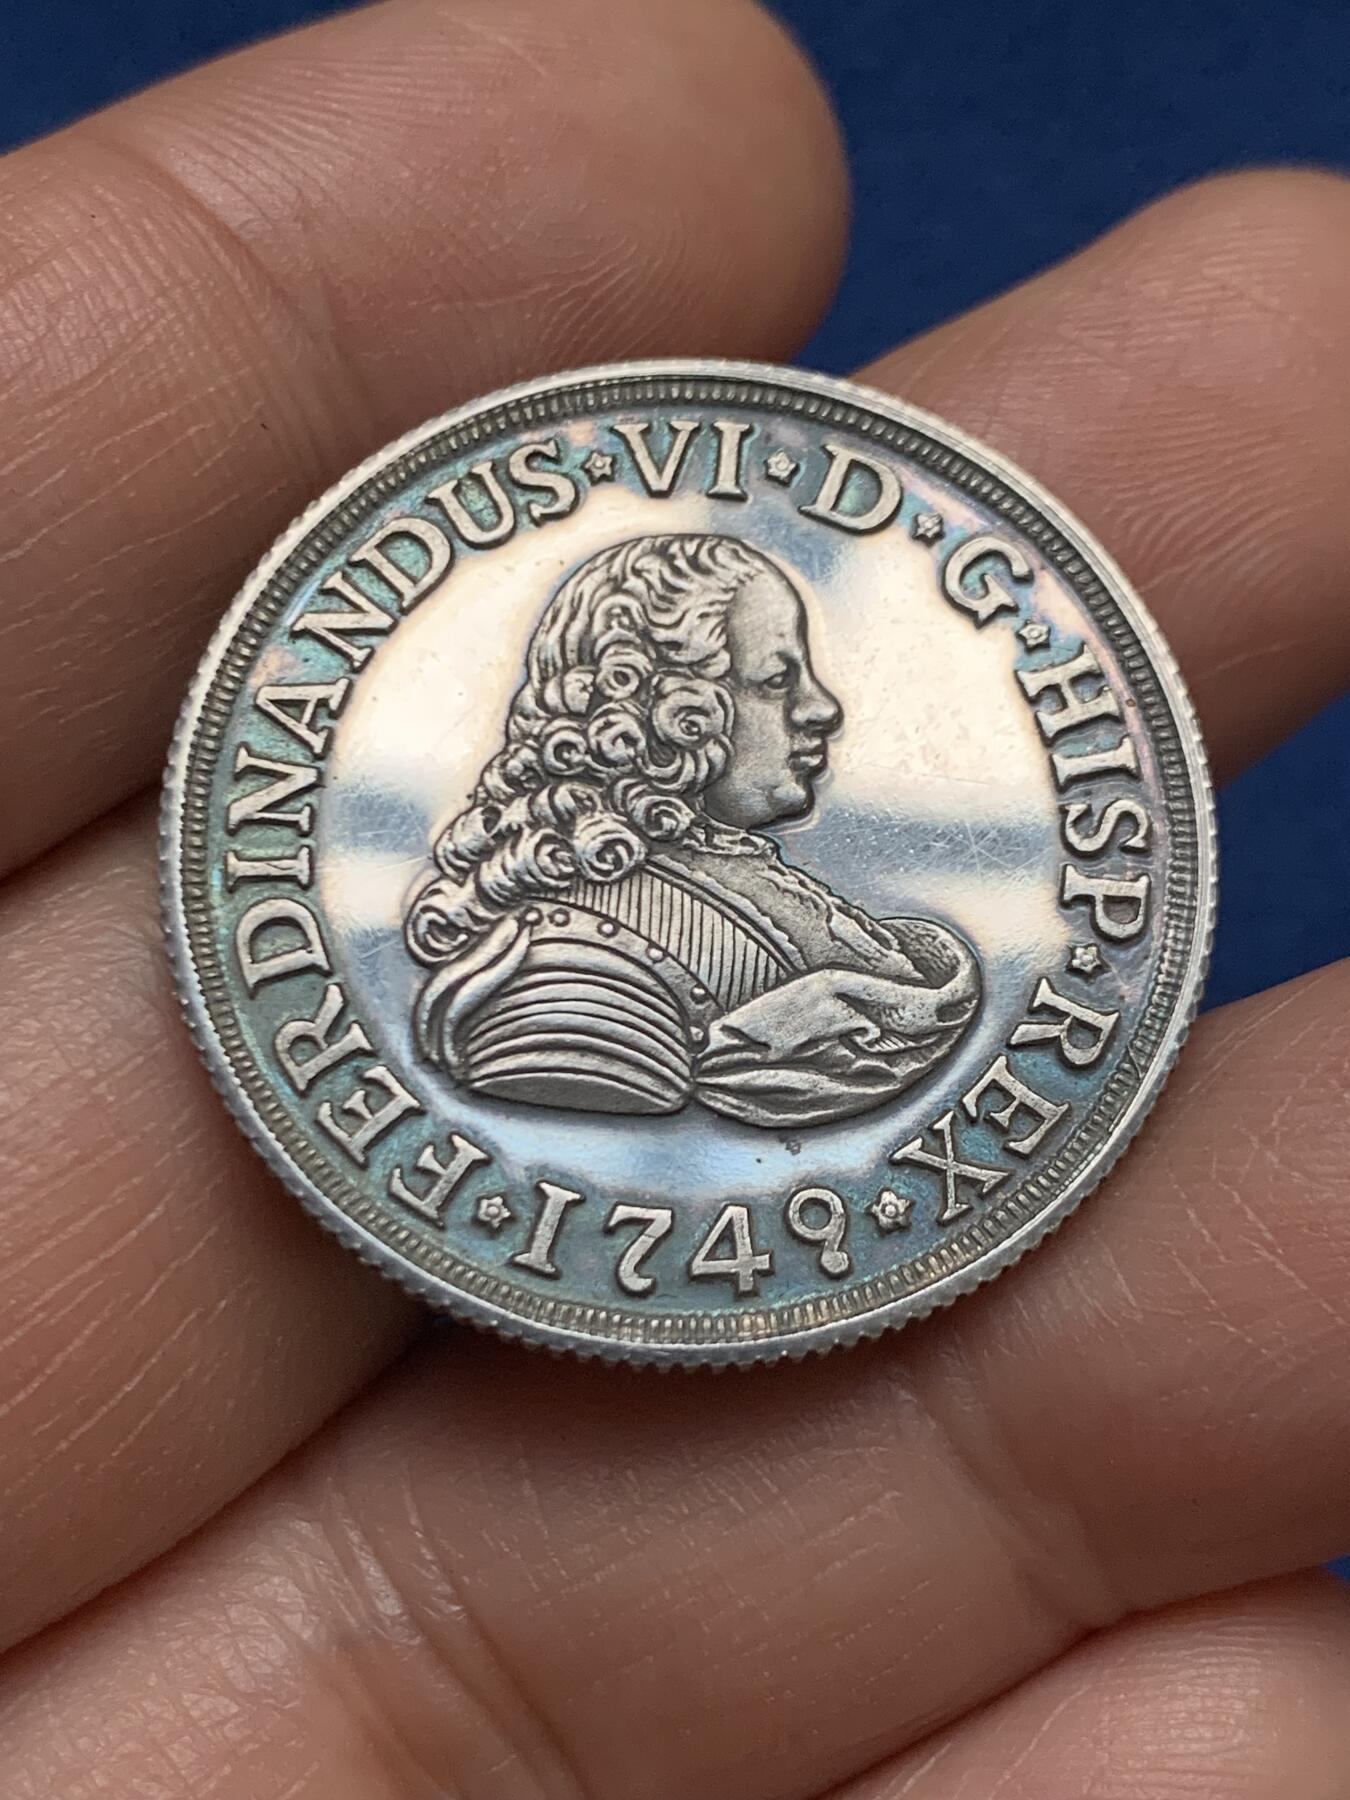 FERDINANDUS · VI · D · G · HISP · REX
· 1749 ·